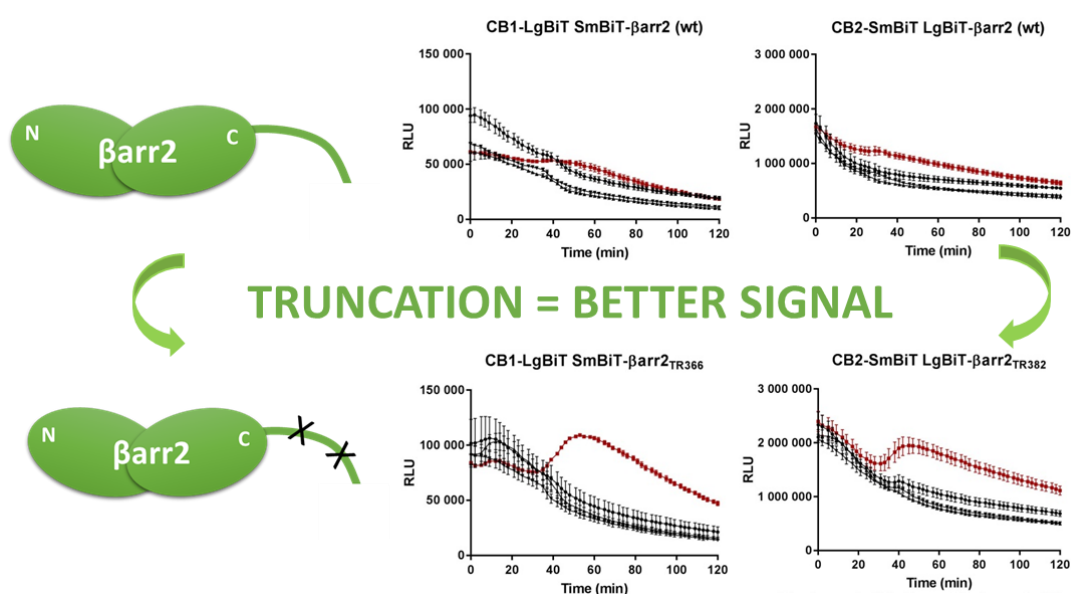 CB1-LgBiT SmBiT-βarr2 (wt)
150 000
100 000
50 000
0
RLU
0 20 40 60 80 100 120
Time (min)
CB2-SmBiT LgBiT-βarr2 (wt)
3 000 000
2 000 000
1 000 000
0
RLU
0 20 40 60 80 100 120
Time (min)
N βarr2 C
TRUNCATION = BETTER SIGNAL
CB1-LgBiT SmBiT-βarr2TR366
150 000
100 000
50 000
0
RLU
0 20 40 60 80 100 120
Time (min)
CB2-SmBiT LgBiT-βarr2TR382
3 000 000
2 000 000
1 000 000
0
RLU
0 20 40 60 80 100 120
Time (min)
N βarr2 C